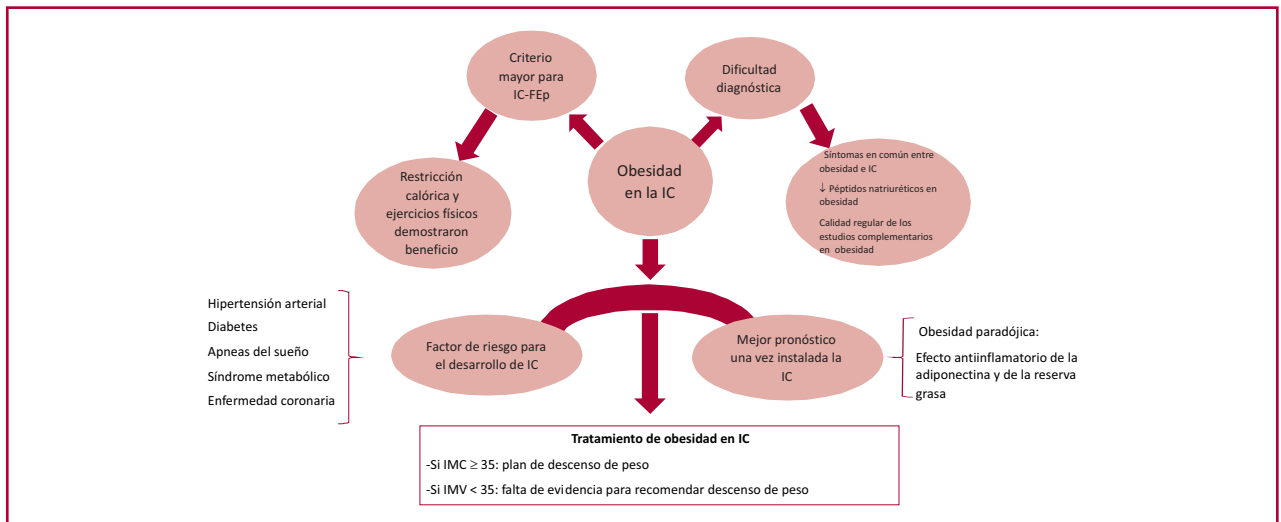 Criterio
mayor para
IC-FEp
Dificultad
diagnóstica
Obesidad
en la IC
Restricción
calórica y
ejercicios físicos
demostraron
beneficio
Síntomas en común entre
obesidad e IC
↓ Péptidos natriuréticos en
obesidad
Calidad regular de los
estudios complementarios
en obesidad
Hipertensión arterial
Diabetes
Apneas del sueño
Síndrome metabólico
Enfermedad coronaria
Factor de riesgo para
el desarrollo de IC
Mejor pronóstico
una vez instalada la
IC
Obesidad paradójica:
Efecto antiinflamatorio de la
adiponectina y de la reserva
grasa
Tratamiento de obesidad en IC
-Si IMC ≥ 35: plan de descenso de peso
-Si IMV < 35: falta de evidencia para recomendar descenso de peso